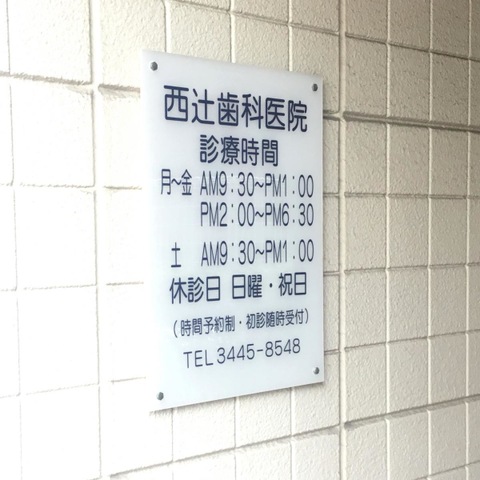 西辻歯科医院
診療時間
月〜金 AM9:30〜PM1:00
PM2:00〜PM6:30
土 AM9:30〜PM1:00
休診日 日曜・祝日
(時間予約制・初診随時受付)
TEL 3445-8548